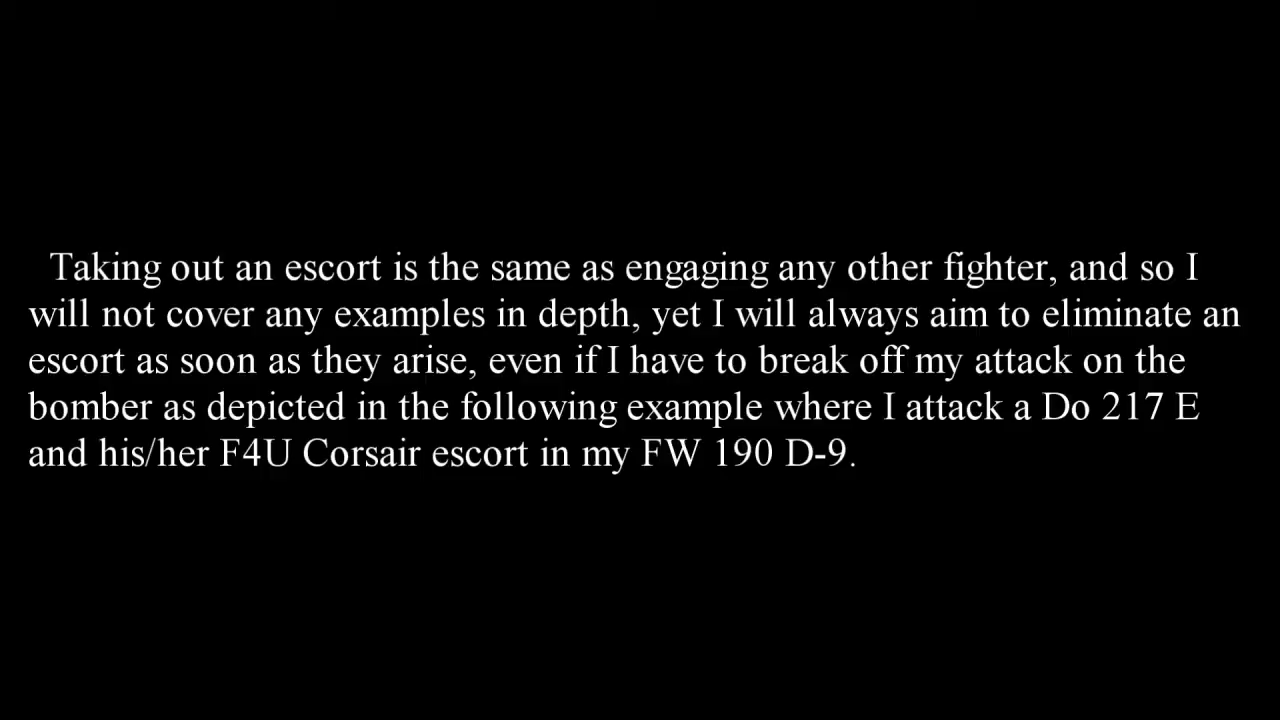 Taking out an escort is the same as engaging any other fighter, and so I
will not cover any examples in depth, yet I will always aim to eliminate an
escort as soon as they arise, even if I have to break off my attack on the
bomber as depicted in the following example where I attack a Do 217 E
and his/her F4U Corsair escort in my FW 190 D-9.